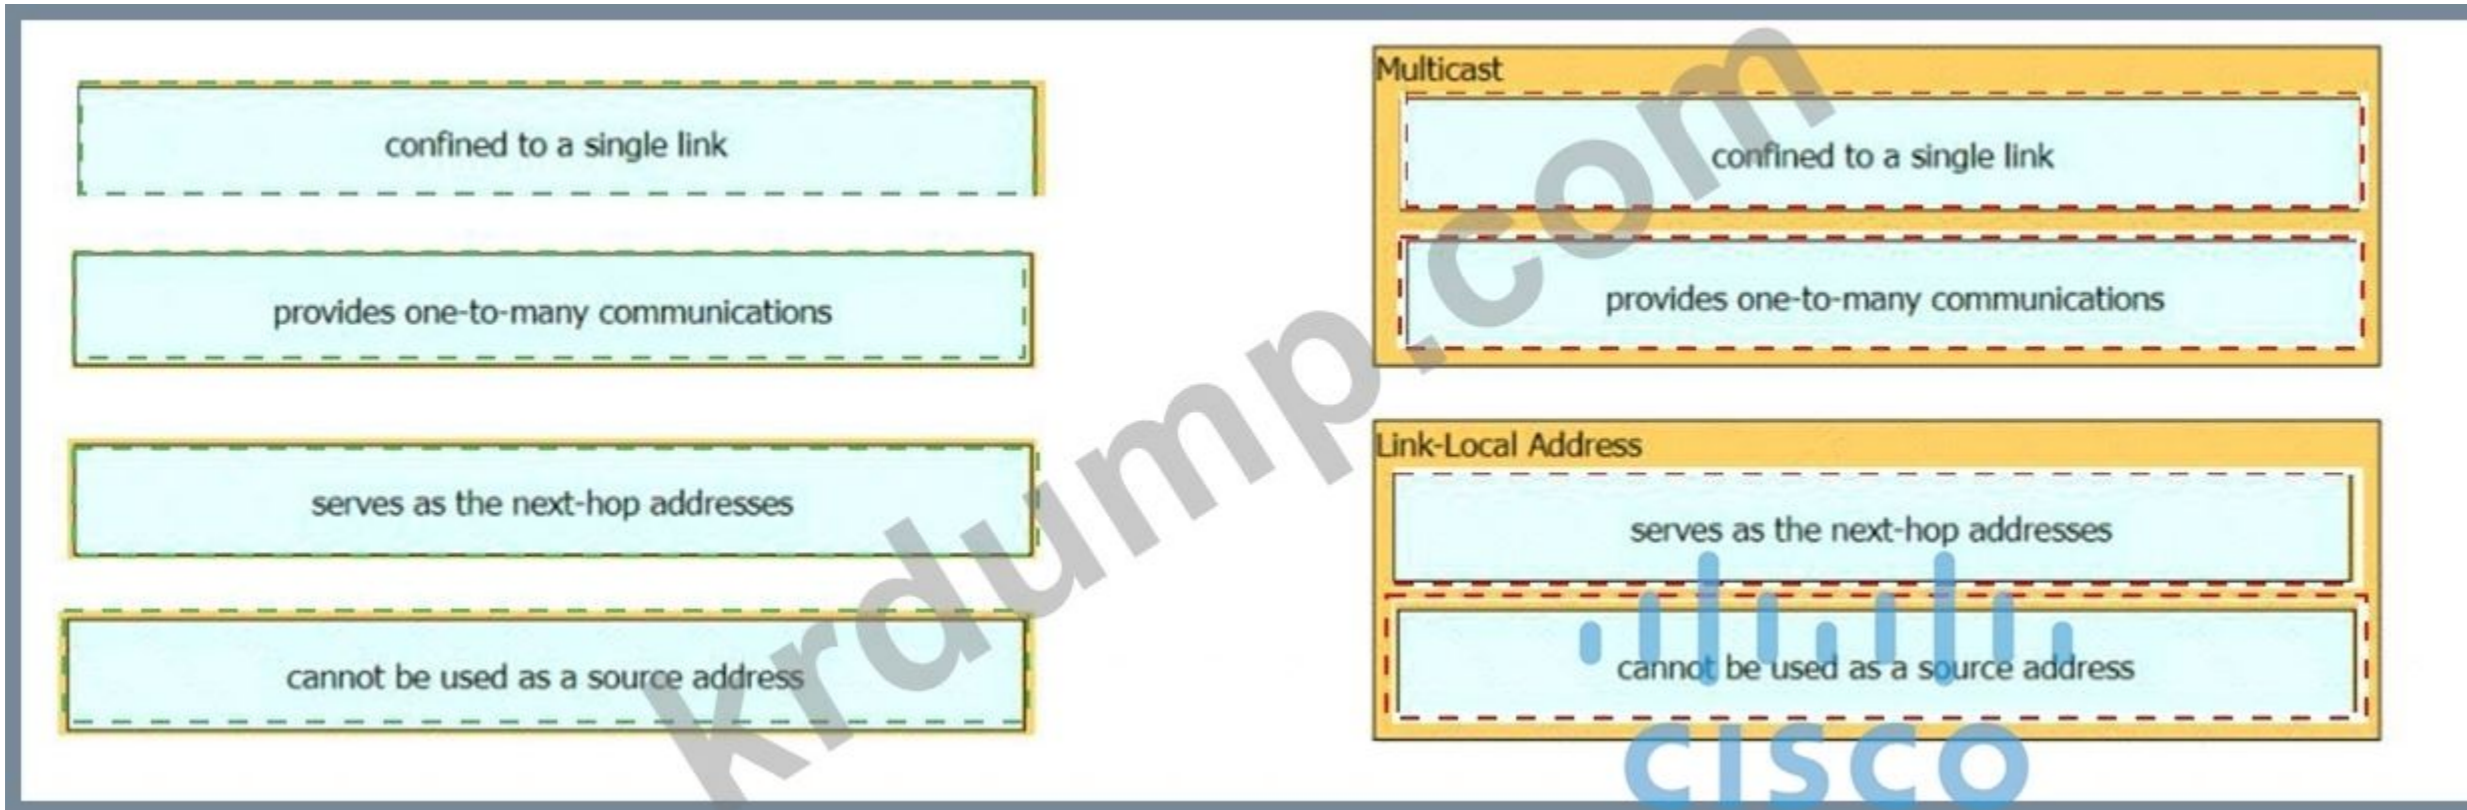 confined to a single link
provides one-to-many communications
serves as the next-hop addresses
cannot be used as a source address
Multicast
confined to a single link
provides one-to-many communications
Link-Local Address
serves as the next-hop addresses
cannot be used as a source address
krdump.com
CISCO